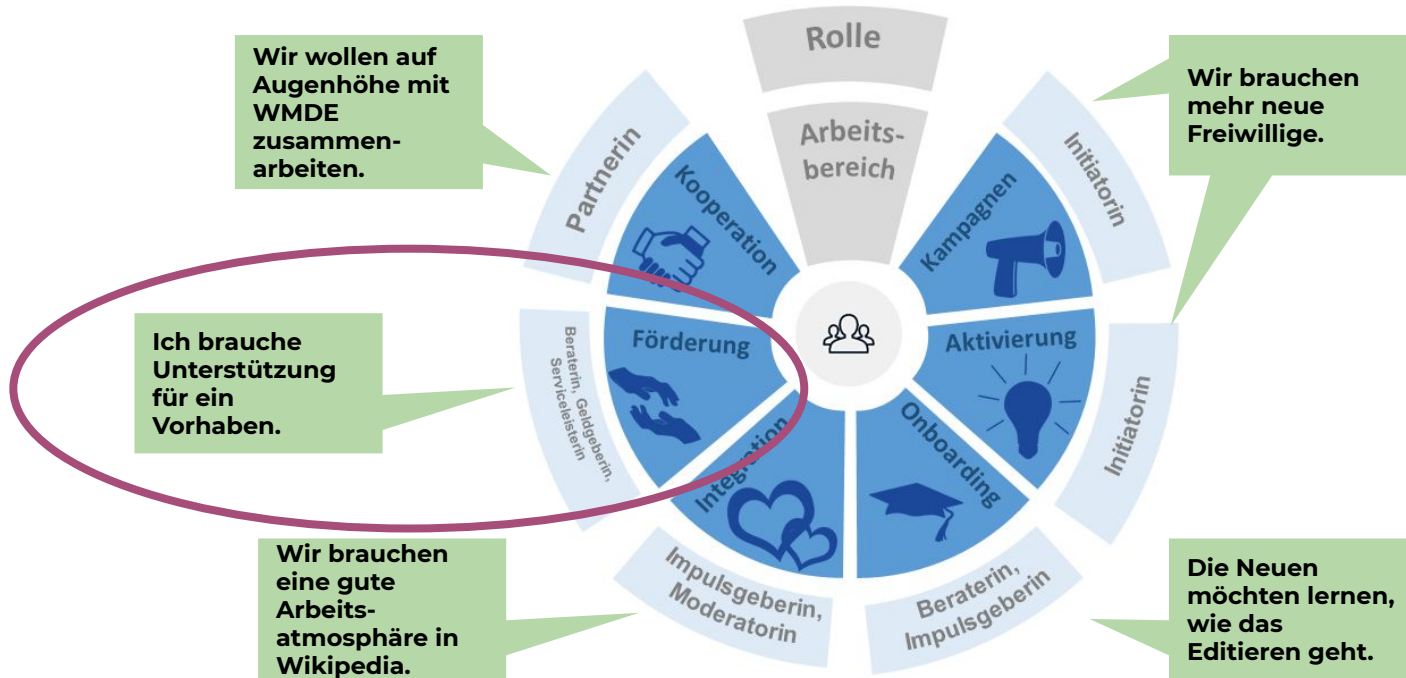 Rolle
Arbeits-
bereich
Wir wollen auf
Augenhöhe mit
WMDE
zusammen-
arbeiten.
Partnerin
Kooperation
Kampagnen
Initiatorin
Wir brauchen
mehr neue
Freiwillige.
Ich brauche
Unterstützung
für ein
Vorhaben.
Beraterin, Geldgeberin,
Serviceleisterin
Förderung
Aktivierung
Initiatorin
Integration
Onboarding
Wir brauchen
eine gute
Arbeits-
atmosphäre in
Wikipedia.
Impulsgeberin,
Moderatorin
Beraterin,
Impulsgeberin
Die Neuen
möchten lernen,
wie das
Editieren geht.